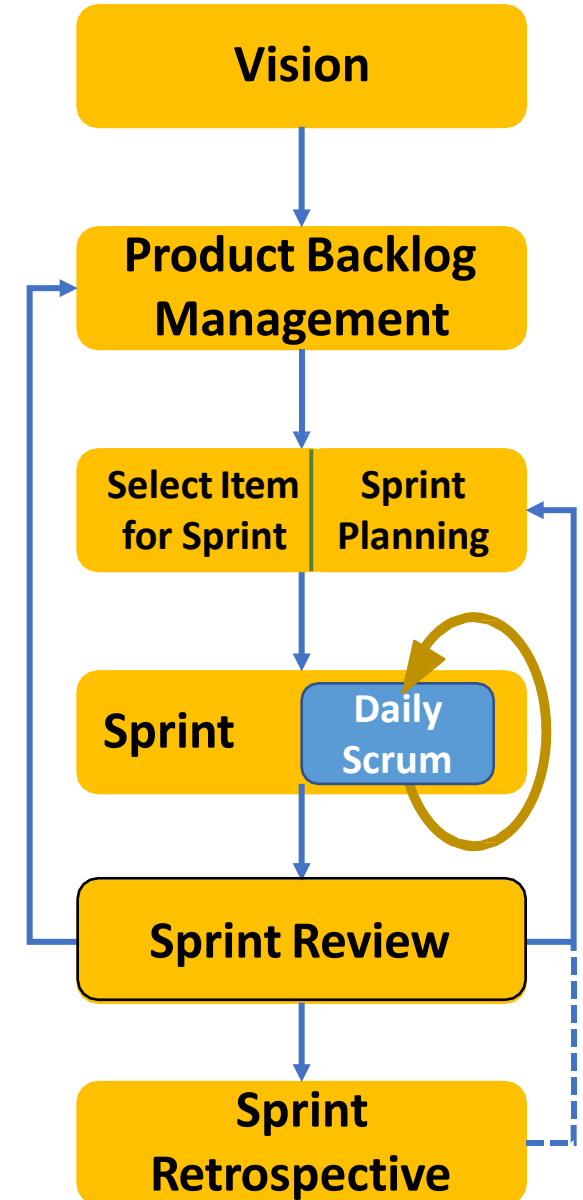 Vision
Product Backlog
Management
Select Item
for Sprint
Sprint
Planning
Sprint
Daily
Scrum
Sprint Review
Sprint
Retrospective